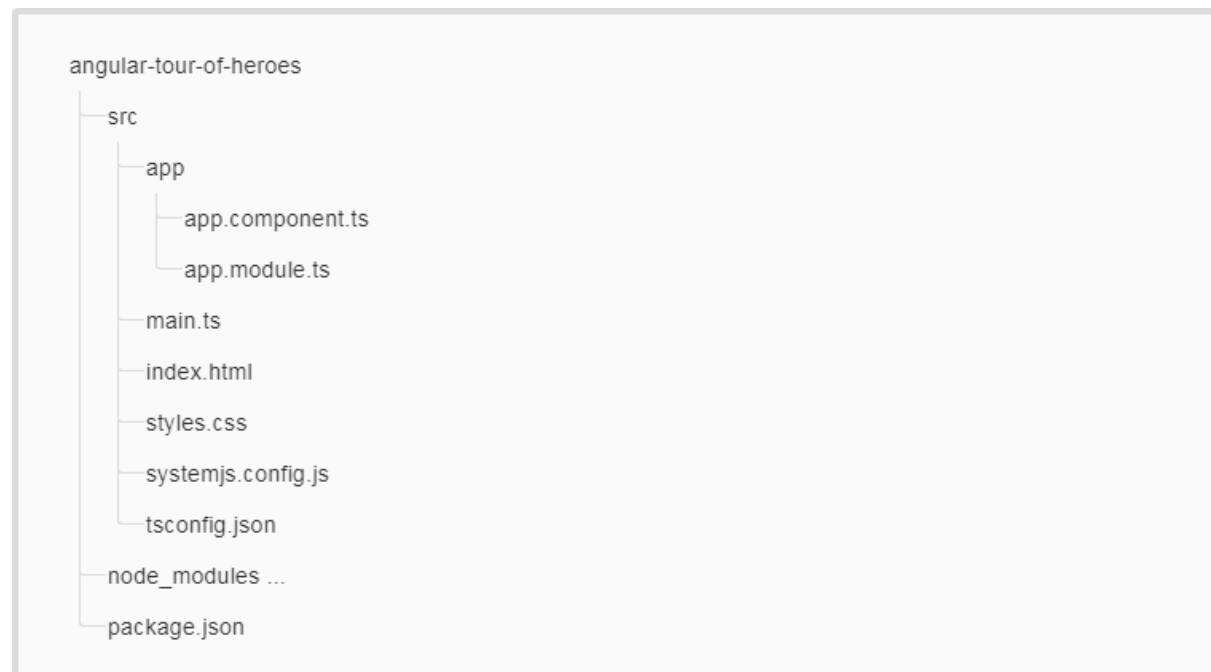 angular-tour-of-heroes
src
app
app.component.ts
app.module.ts
main.ts
index.html
styles.css
systemjs.config.js
tsconfig.json
node_modules ...
package.json